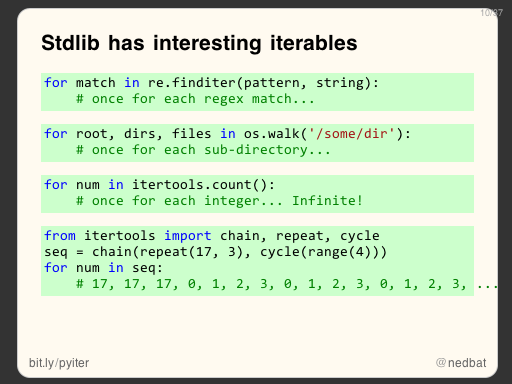 10/37
Stdlib has interesting iterables
for match in re.finditer(pattern, string):
    # once for each regex match...
for root, dirs, files in os.walk('/some/dir'):
    # once for each sub-directory...
for num in itertools.count():
    # once for each integer... Infinite!
from itertools import chain, repeat, cycle
seq = chain(repeat(17, 3), cycle(range(4)))
for num in seq:
    # 17, 17, 17, 0, 1, 2, 3, 0, 1, 2, 3, 0, 1, 2, 3, ...
bit.ly/pyiter
@nedbat